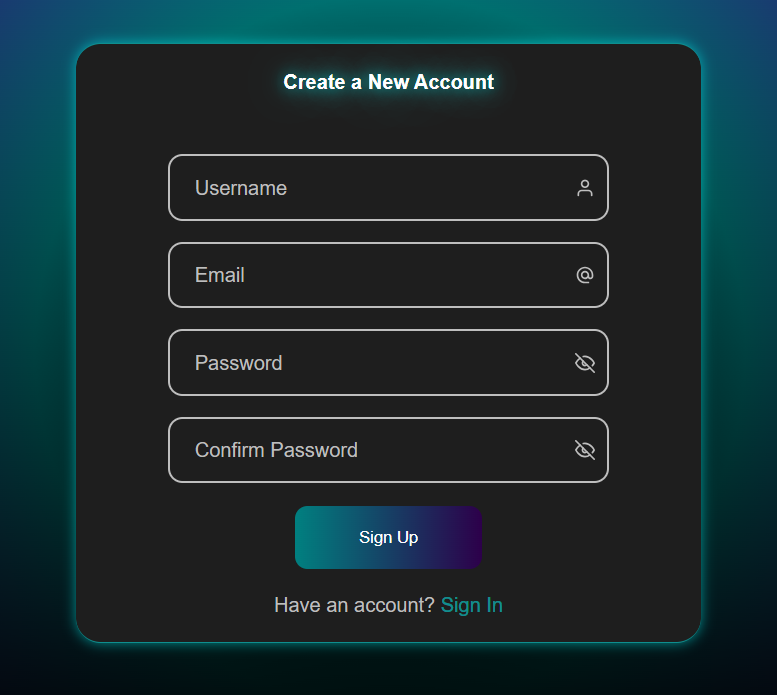 Create a New Account
Username
Email
Password
Confirm Password
Sign Up
Have an account? Sign In